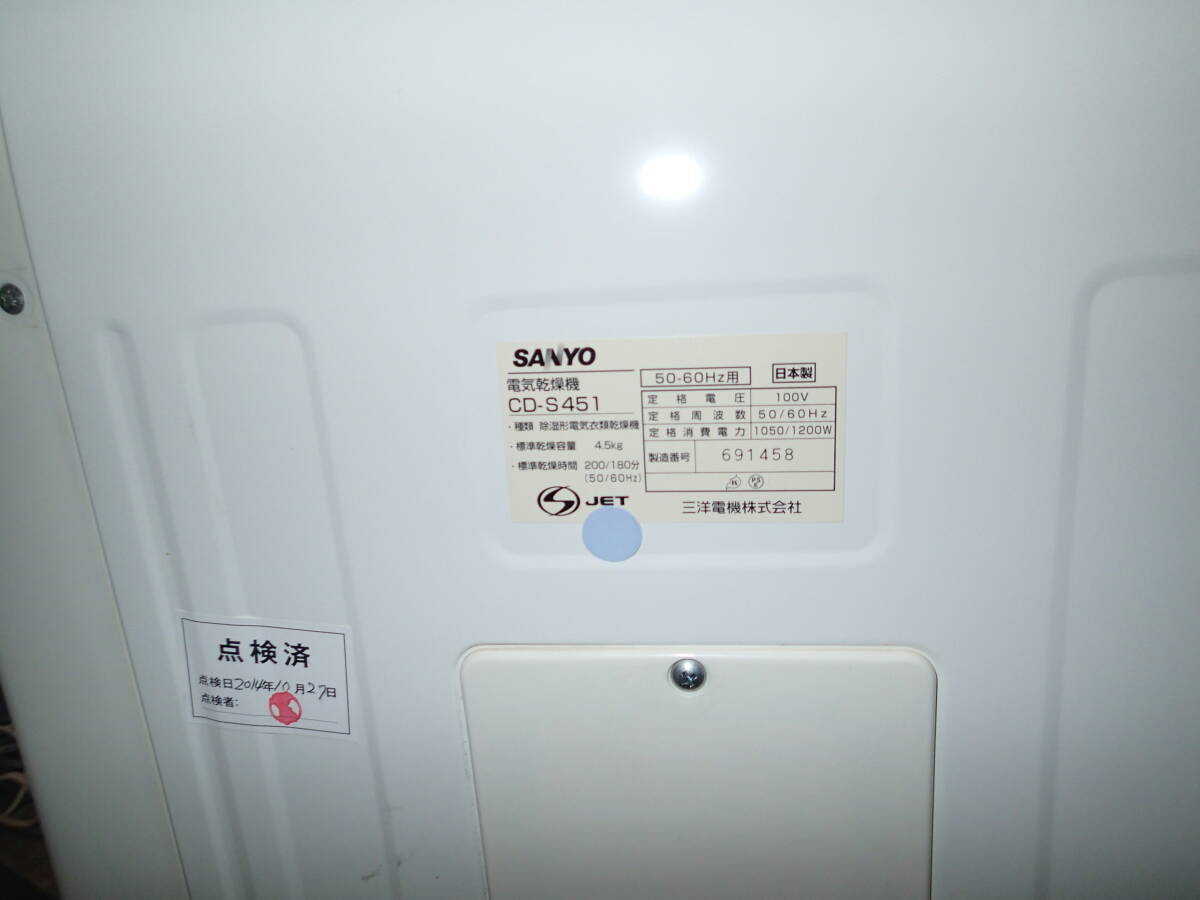 SANYO
電気乾燥機
CD-S451
・種類 除湿形電気衣類乾燥機
・標準乾燥容量 4.5kg
・標準乾燥時間 200/180分
(50/60Hz)
JET
50-60Hz用
日本製
定格電圧 100V
定格周波数 50/60Hz
定格消費電力 1050/1200W
製造番号 691458
PS
E
三洋電機株式会社
点検済
点検日2014年10月27日
点検者: